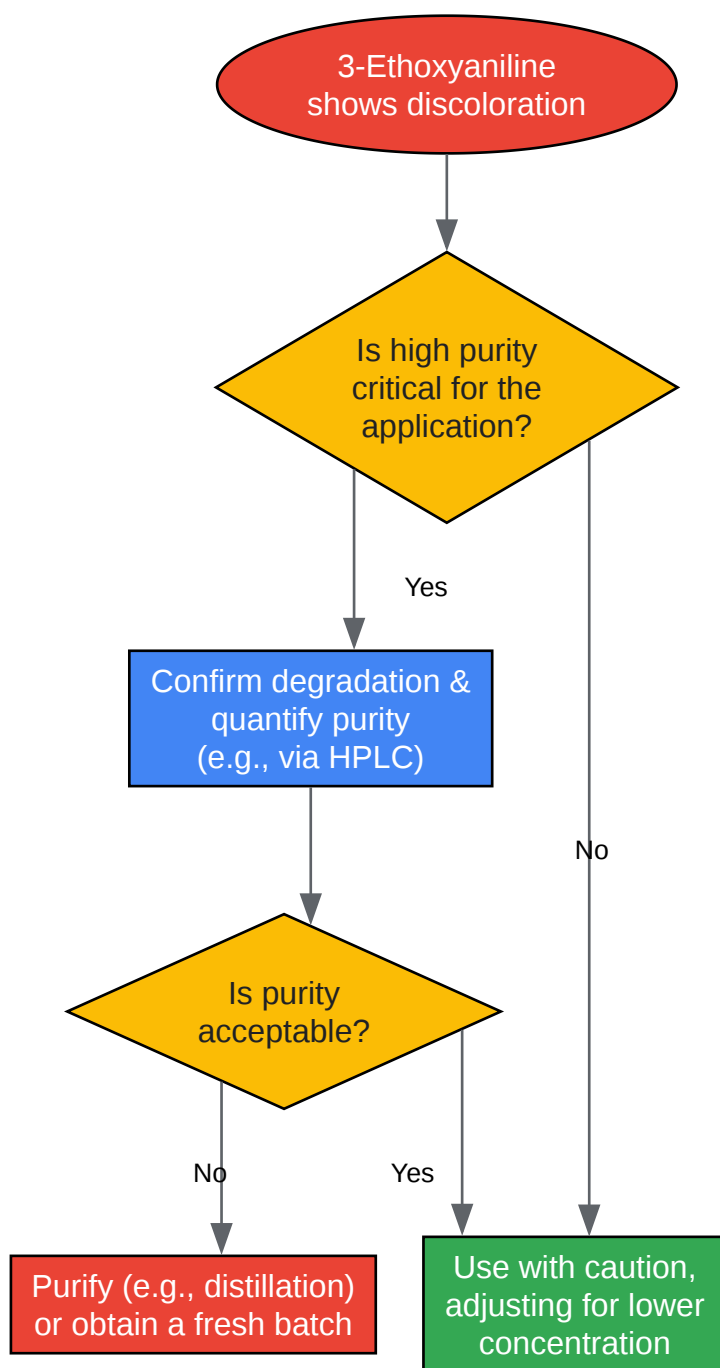 3-Ethoxyaniline
shows discoloration
Is high purity
critical for the
application?
Yes
Confirm degradation &
quantify purity
(e.g., via HPLC)
No
Is purity
acceptable?
No
Yes
Purify (e.g., distillation)
or obtain a fresh batch
Use with caution,
adjusting for lower
concentration